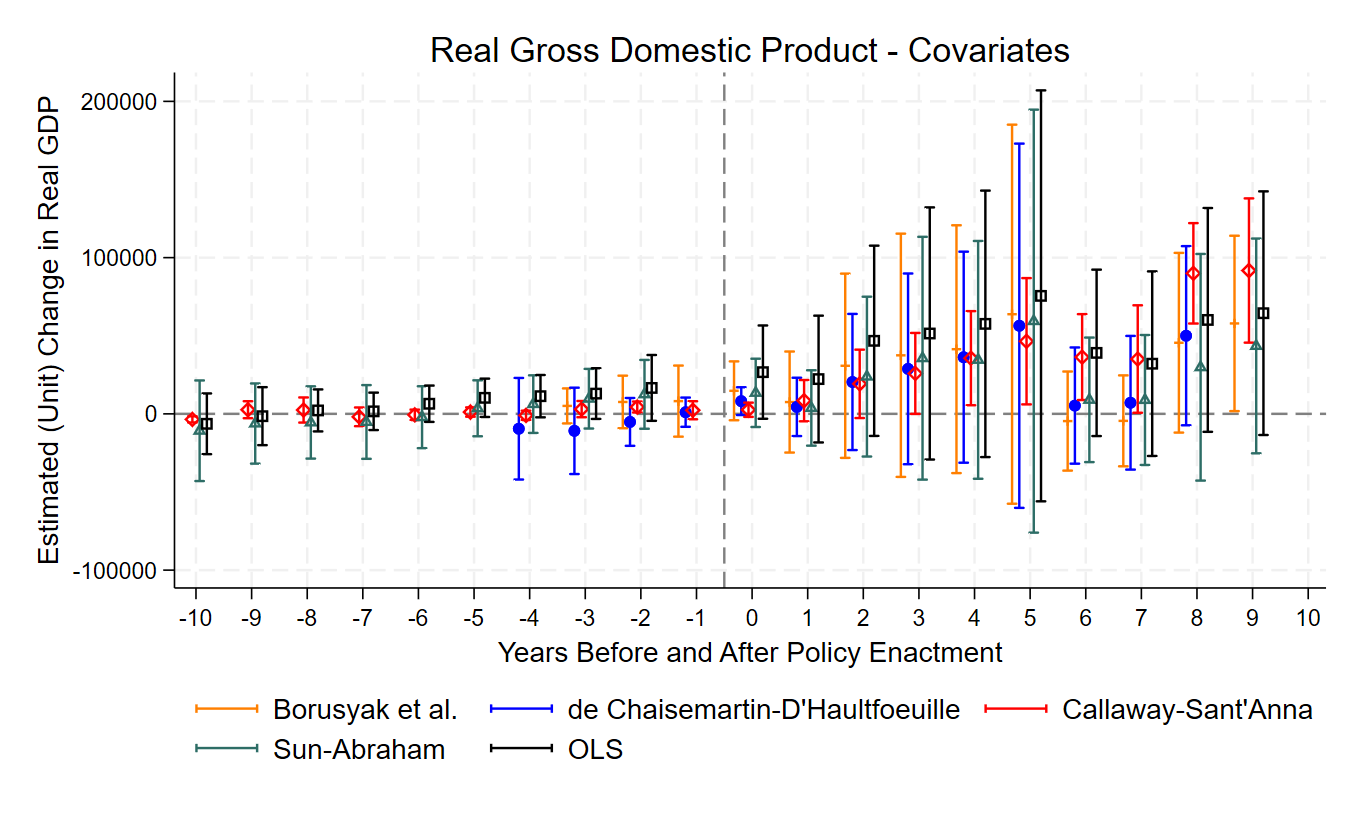 Real Gross Domestic Product - Covariates
Estimated (Unit) Change in Real GDP
200000
100000
0
-100000
-10 -9 -8 -7 -6 -5 -4 -3 -2 -1 0 1 2 3 4 5 6 7 8 9 10
Years Before and After Policy Enactment
Borusyak et al. de Chaisemartin-D'Haultfoeuille Callaway-Sant'Anna
Sun-Abraham OLS